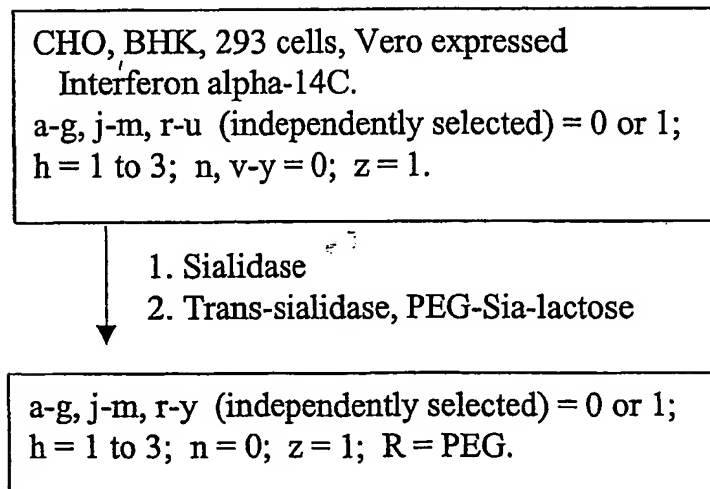 CHO, BHK, 293 cells, Vero expressed
Interferon alpha-14C.
a-g, j-m, r-u (independently selected) = 0 or 1;
h = 1 to 3; n, v-y = 0; z = 1.
1. Sialidase
2. Trans-sialidase, PEG-Sia-lactose
a-g, j-m, r-y (independently selected) = 0 or 1;
h = 1 to 3; n = 0; z = 1; R = PEG.